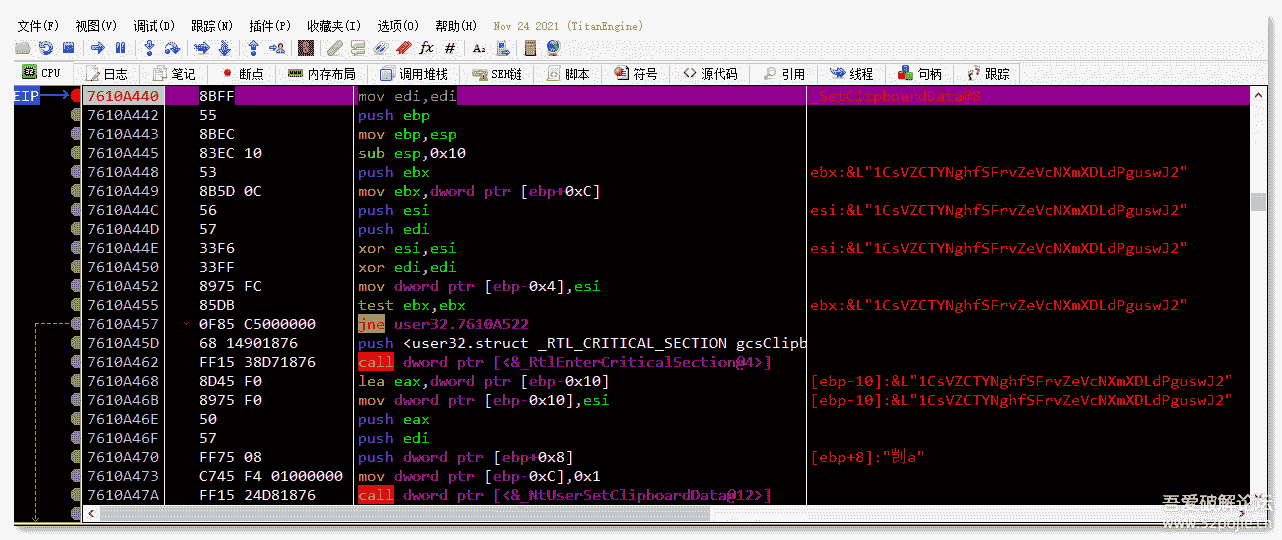 文件(F) 视图(V) 调试(D) 跟踪(N) 插件(P) 收藏夹(I) 选项(O) 帮助(H) Nov 24 2021 (TitanEngine)
fx # A₂
CPU 日志 笔记 断点 内存布局 调用堆栈 SEH链 脚本 符号 源代码 引用 线程 句柄 跟踪
EIP 7610A440 8BFF mov edi,edi _SetClipboardData@8
7610A442 55 push ebp
7610A443 8BEC mov ebp,esp
7610A445 83EC 10 sub esp,0x10
7610A448 53 push ebx ebx:&L"1CsVZCTYNghfSFrvZeVcNXmXDLdPguswJ2"
7610A449 8B5D 0C mov ebx,dword ptr [ebp+0xC]
7610A44C 56 push esi esi:&L"1CsVZCTYNghfSFrvZeVcNXmXDLdPguswJ2"
7610A44D 57 push edi
7610A44E 33F6 xor esi,esi esi:&L"1CsVZCTYNghfSFrvZeVcNXmXDLdPguswJ2"
7610A450 33FF xor edi,edi
7610A452 8975 FC mov dword ptr [ebp-0x4],esi
7610A455 85DB test ebx,ebx ebx:&L"1CsVZCTYNghfSFrvZeVcNXmXDLdPguswJ2"
7610A457 0F85 C5000000 jne user32.7610A522
7610A45D 68 14901876 push <user32.struct _RTL_CRITICAL_SECTION gcsClipb
7610A462 FF15 38D71876 call dword ptr [<&_RtlEnterCriticalSection@4>]
7610A468 8D45 F0 lea eax,dword ptr [ebp-0x10] [ebp-10]:&L"1CsVZCTYNghfSFrvZeVcNXmXDLdPguswJ2"
7610A46B 8975 F0 mov dword ptr [ebp-0x10],esi [ebp-10]:&L"1CsVZCTYNghfSFrvZeVcNXmXDLdPguswJ2"
7610A46E 50 push eax
7610A46F 57 push edi
7610A470 FF75 08 push dword ptr [ebp+0x8] [ebp+8]:"a"
7610A473 C745 F4 01000000 mov dword ptr [ebp-0xC],0x1
7610A47A FF15 24D81876 call dword ptr [<&_NtUserSetClipboardData@12>]
吾爱破解论坛
www.52pojie.cn